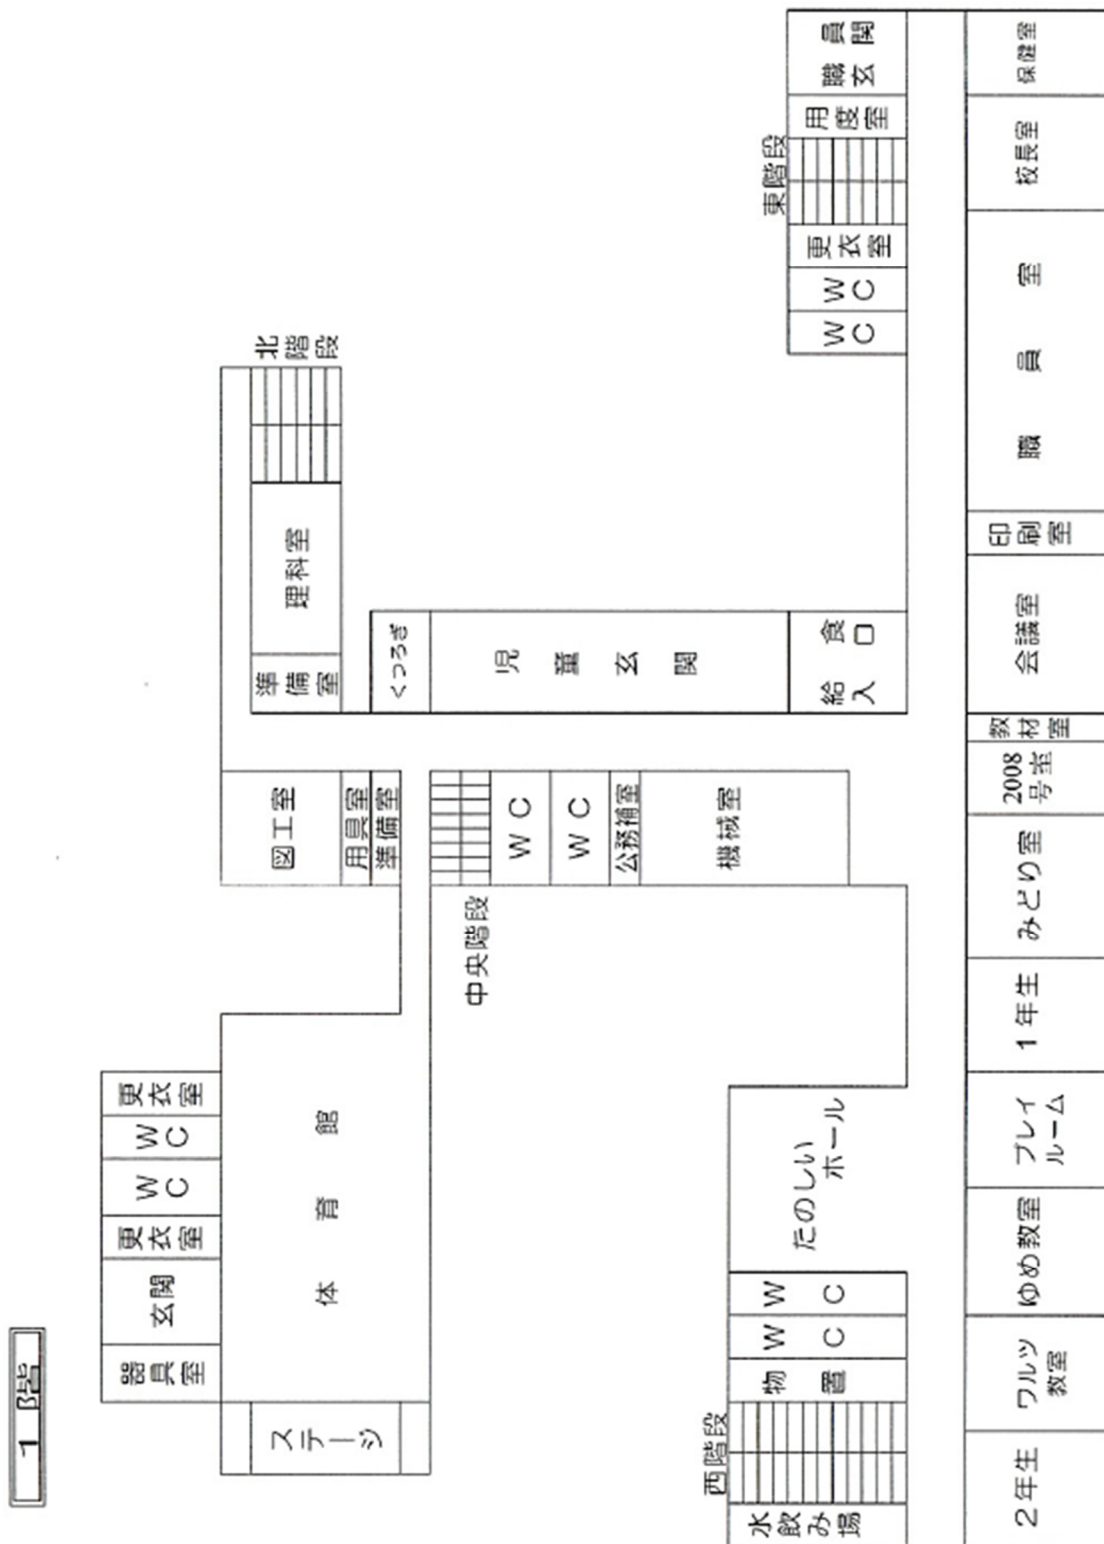 1階
器具室
玄関
更衣室
WC
WC
更衣室
ステージ
体育館
図工室
用具室
準備室
準備室
理科室
北階段
くつろぎ
児童玄関
給食
入口
中央階段
WC
WC
公務補室
機械室
西階段
水飲み場
物置
WC
WC
たのしい
ホール
WC
WC
更衣室
東階段
用度室
職員
玄関
2年生
ワルツ
教室
ゆめ教室
プレイ
ルーム
1年生
みどり室
2008
号室
教材室
会議室
印刷室
職員室
校長室
保健室